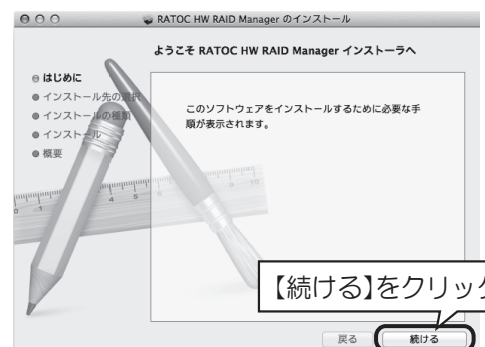 RATOC HW RAID Manager のインストール
ようこそ RATOC HW RAID Manager インストーラへ
はじめに
インストール先の選択
インストールの種類
インストール
概要
このソフトウェアをインストールするために必要な手
順が表示されます。
【続ける】をクリック
戻る
続ける